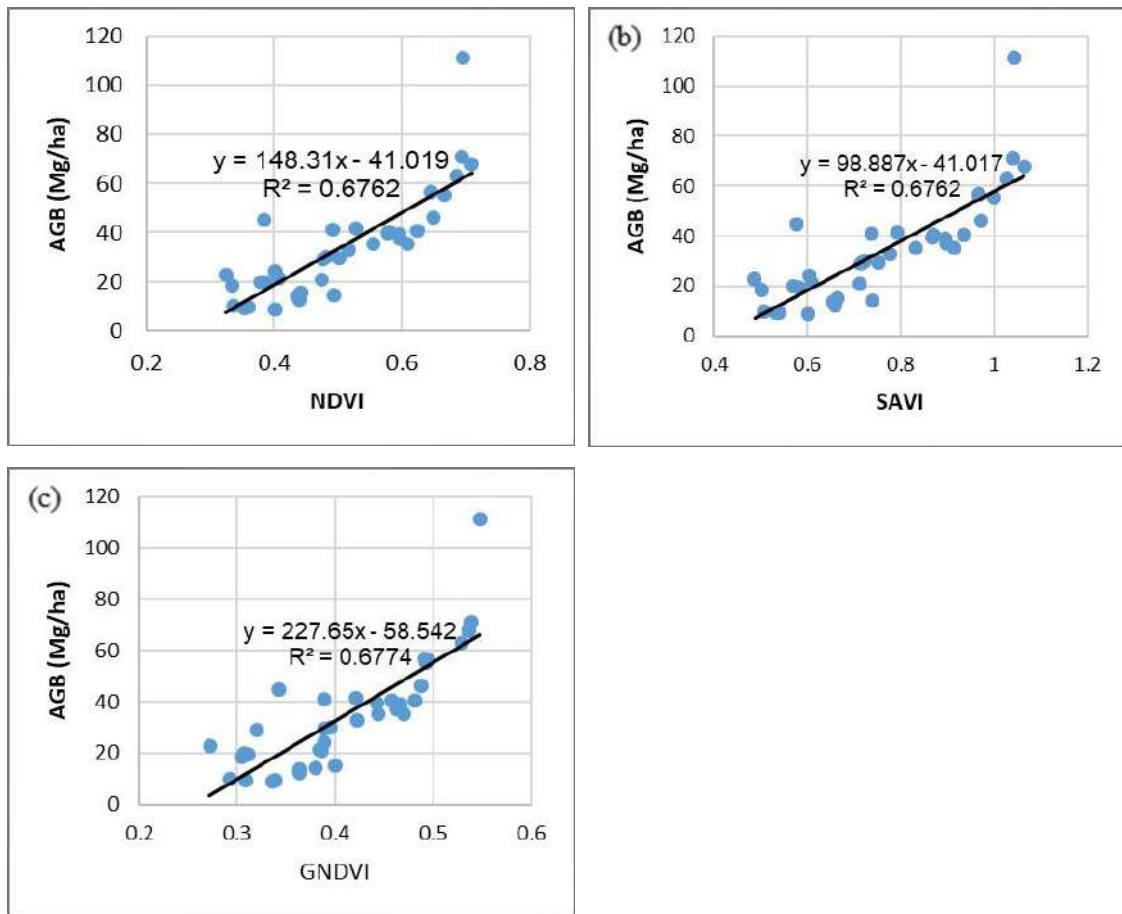 120
100
80
60
40
20
0
AGB (Mg/ha)
y = 148.31x - 41.019
R² = 0.6762
0.2 0.4 0.6 0.8
NDVI
(b)
120
100
80
60
40
20
0
AGB (Mg/ha)
y = 98.887x - 41.017
R² = 0.6762
0.4 0.6 0.8 1 1.2
SAVI
(c)
120
100
80
60
40
20
0
AGB (Mg/ha)
y = 227.65x - 58.542
R² = 0.6774
0.2 0.3 0.4 0.5 0.6
GNDVI